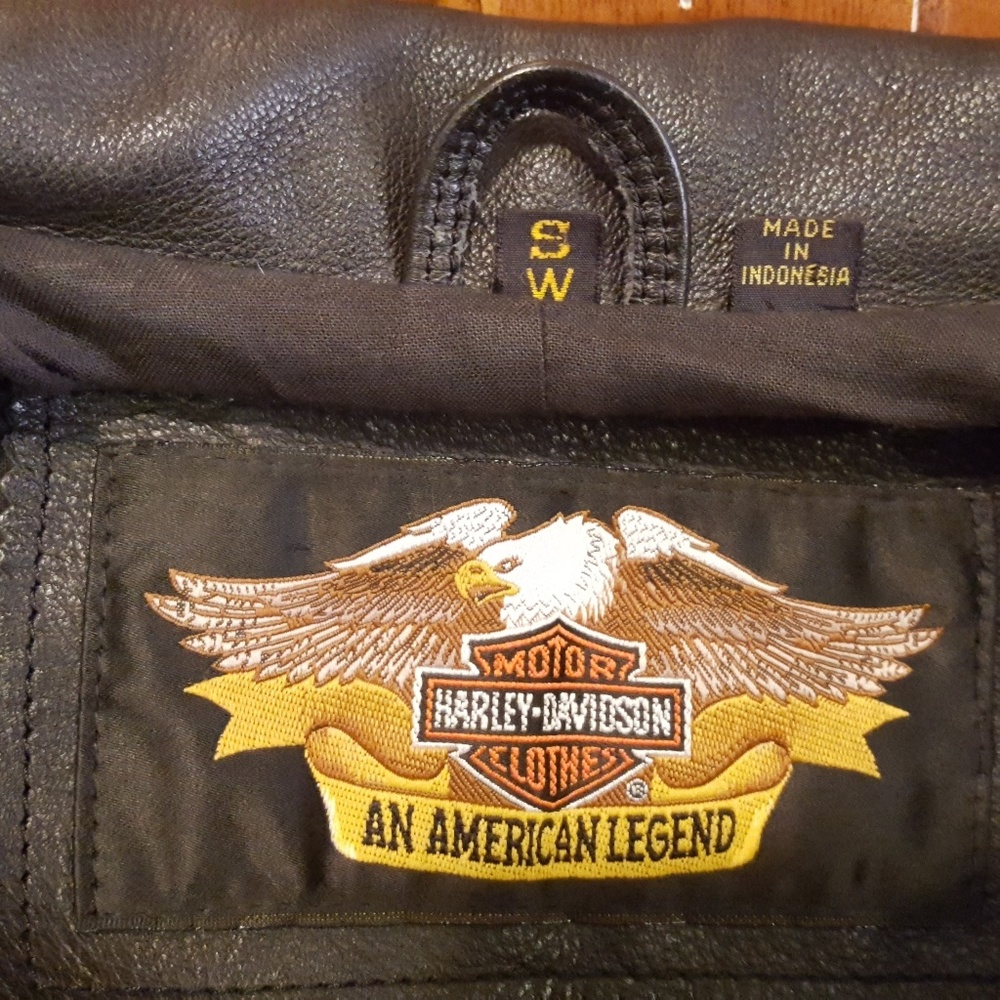 S
W
MADE
IN
INDONESIA
MOTOR
HARLEY-DAVIDSON
CLOTHES
®
AN AMERICAN LEGEND